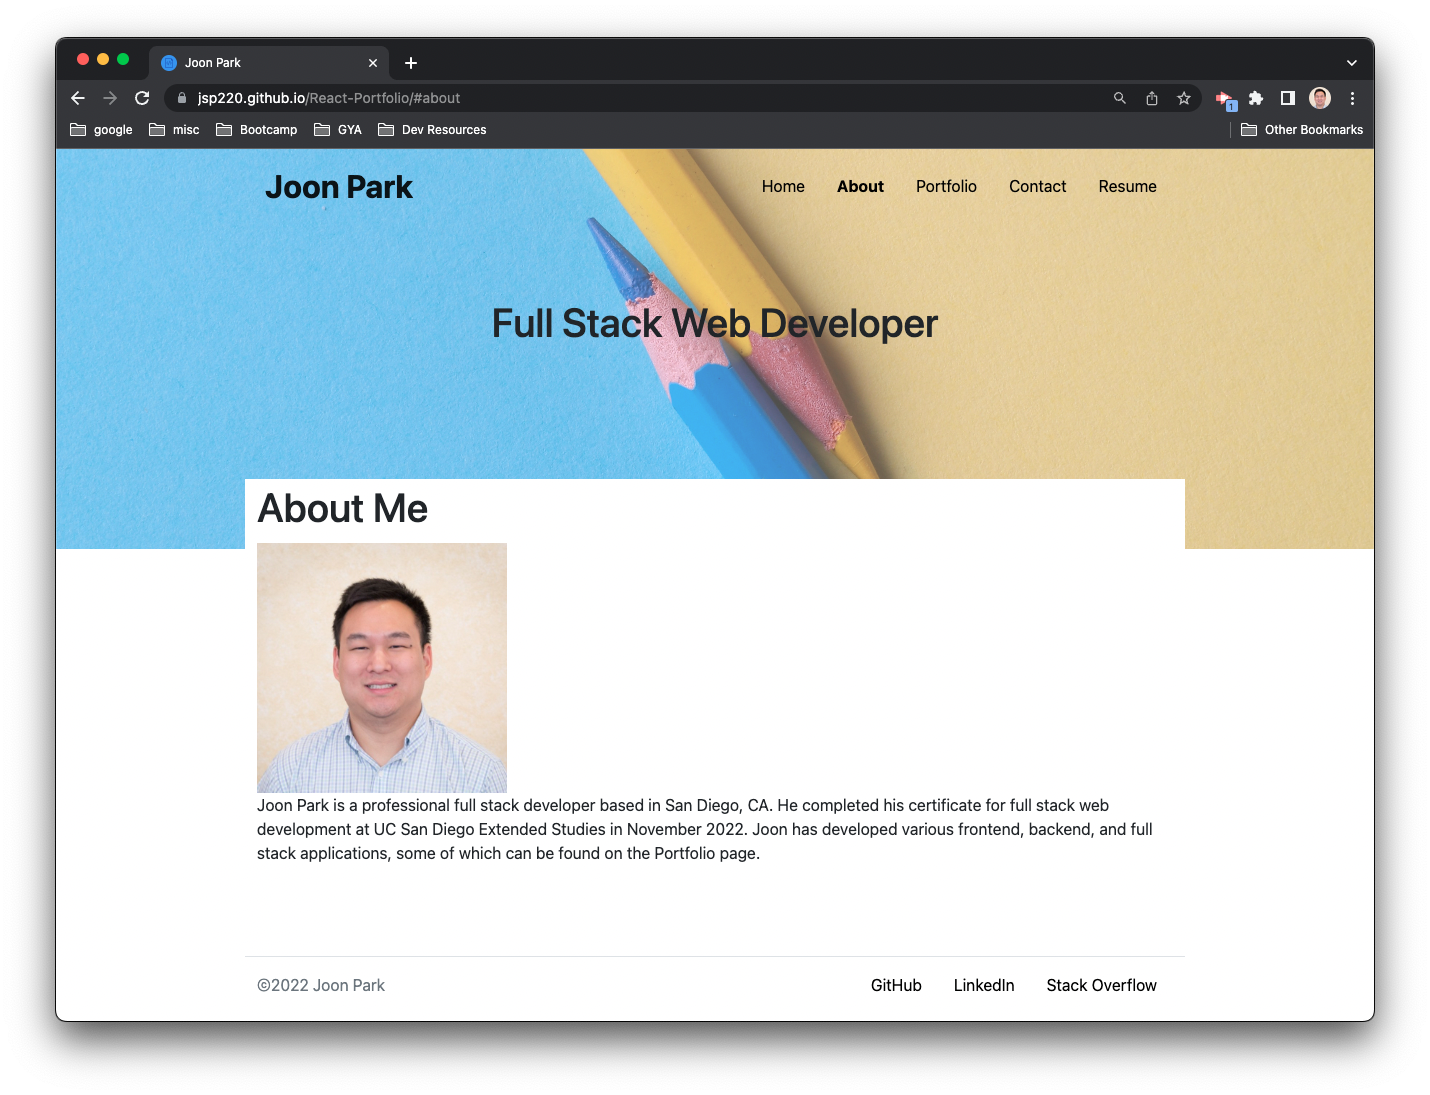 Joon Park
jsp220.github.io/React-Portfolio/#about
1
google misc Bootcamp GYA Dev Resources Other Bookmarks
Joon Park
Home About Portfolio Contact Resume
Full Stack Web Developer
About Me
Joon Park is a professional full stack developer based in San Diego, CA. He completed his certificate for full stack web
development at UC San Diego Extended Studies in November 2022. Joon has developed various frontend, backend, and full
stack applications, some of which can be found on the Portfolio page.
©2022 Joon Park
GitHub LinkedIn Stack Overflow